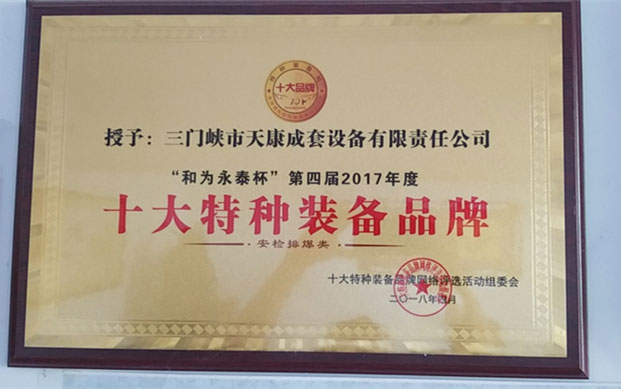 十大品牌
授予：三门峡市天康成套设备有限责任公司
“和为永泰杯”第四届2017年度
十大特种装备品牌
安检排爆类
十大特种装备品牌网络评选活动组委会
二〇一八年四月